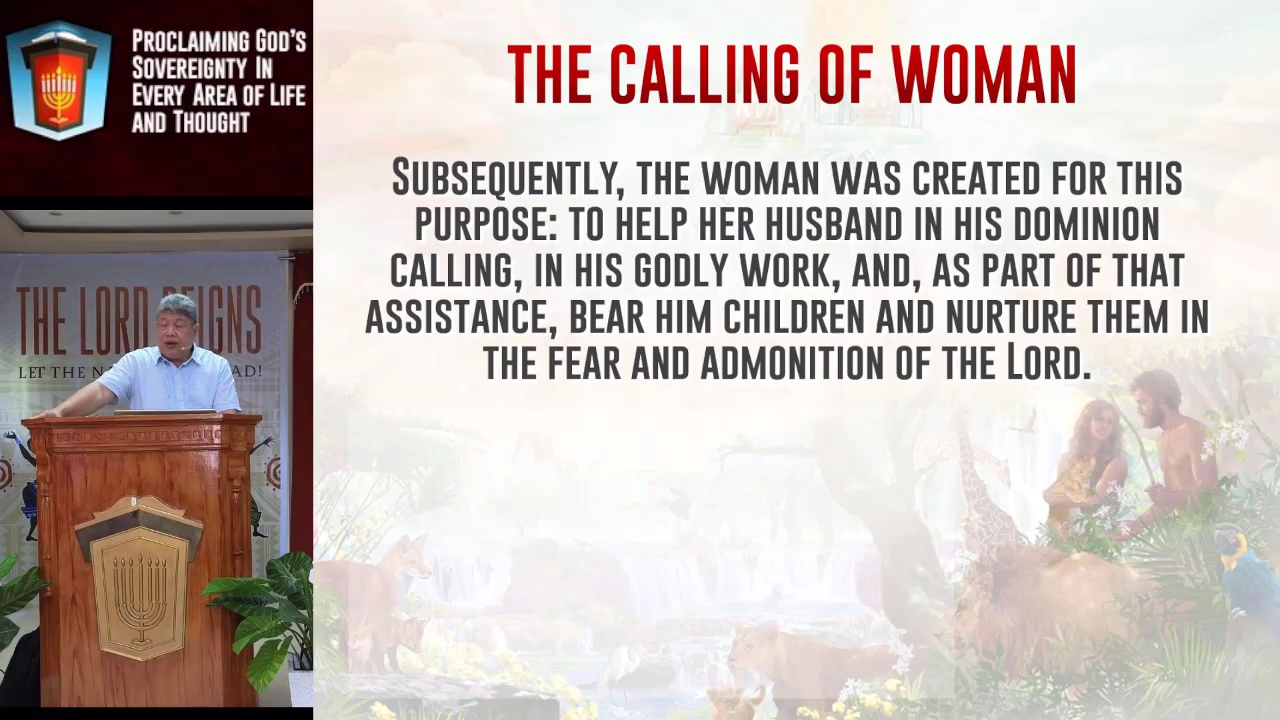 PROCLAIMING GOD'S
SOVEREIGNTY IN
EVERY AREA OF LIFE
AND THOUGHT
THE LORD REIGNS
LET THE AD!
THE CALLING OF WOMAN
SUBSEQUENTLY, THE WOMAN WAS CREATED FOR THIS
PURPOSE: TO HELP HER HUSBAND IN HIS DOMINION
CALLING, IN HIS GODLY WORK, AND, AS PART OF THAT
ASSISTANCE, BEAR HIM CHILDREN AND NURTURE THEM IN
THE FEAR AND ADMONITION OF THE LORD.